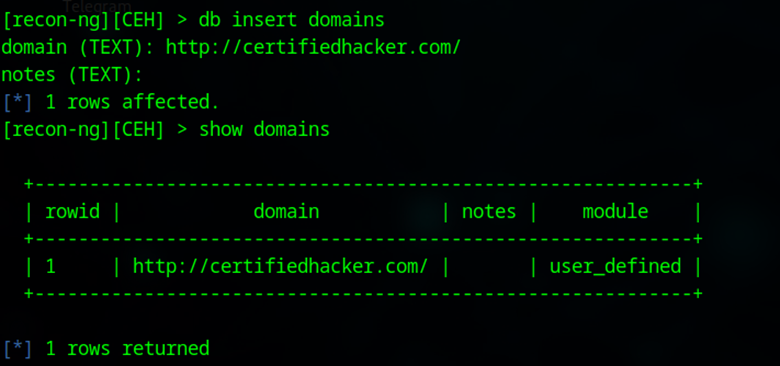 Telegram
[recon-ng][CEH] > db insert domains
domain (TEXT): http://certifiedhacker.com/
notes (TEXT):
[*] 1 rows affected.
[recon-ng][CEH] > show domains
+---------------------------------------------------------------+
| rowid | domain | notes | module |
+---------------------------------------------------------------+
| 1 | http://certifiedhacker.com/ | | user_defined |
+---------------------------------------------------------------+
[*] 1 rows returned